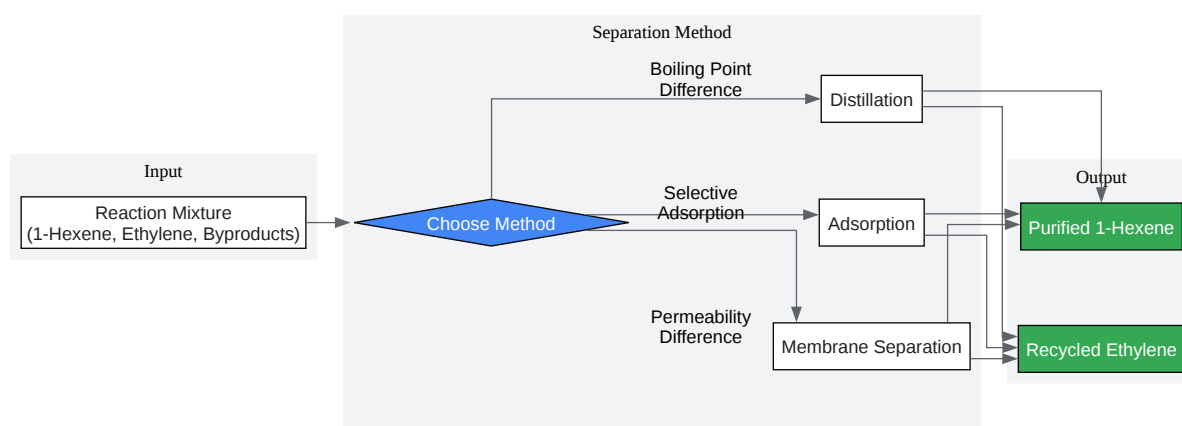 Separation Method
Boiling Point
Difference
Distillation
Input
Reaction Mixture
(1-Hexene, Ethylene, Byproducts)
Choose Method
Selective
Adsorption
Adsorption
Permeability
Difference
Membrane Separation
Output
Purified 1-Hexene
Recycled Ethylene